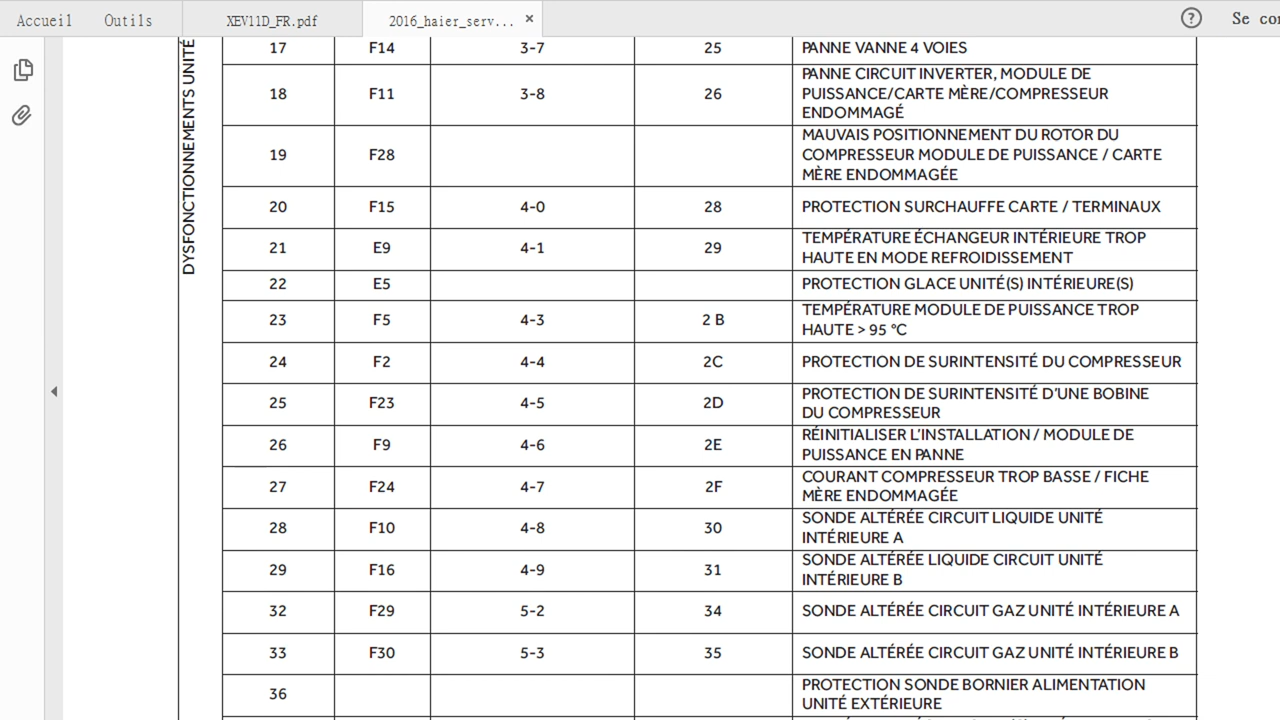 Accueil Outils XEV11D_FR.pdf 2016_haier_serv... × ? Se con
DYSFONCTIONNEMENTS UNITÉ
17 F14 3-7 25 PANNE VANNE 4 VOIES
18 F11 3-8 26 PANNE CIRCUIT INVERTER, MODULE DE
PUISSANCE/CARTE MÈRE/COMPRESSEUR
ENDOMMAGÉ
19 F28 MAUVAIS POSITIONNEMENT DU ROTOR DU
COMPRESSEUR MODULE DE PUISSANCE / CARTE
MÈRE ENDOMMAGÉE
20 F15 4-0 28 PROTECTION SURCHAUFFE CARTE / TERMINAUX
21 E9 4-1 29 TEMPÉRATURE ÉCHANGEUR INTÉRIEURE TROP
HAUTE EN MODE REFROIDISSEMENT
22 E5 PROTECTION GLACE UNITÉ(S) INTÉRIEURE(S)
23 F5 4-3 2 B TEMPÉRATURE MODULE DE PUISSANCE TROP
HAUTE > 95 °C
24 F2 4-4 2C PROTECTION DE SURINTENSITÉ DU COMPRESSEUR
25 F23 4-5 2D PROTECTION DE SURINTENSITÉ D’UNE BOBINE
DU COMPRESSEUR
26 F9 4-6 2E RÉINITIALISER L’INSTALLATION / MODULE DE
PUISSANCE EN PANNE
27 F24 4-7 2F COURANT COMPRESSEUR TROP BASSE / FICHE
MÈRE ENDOMMAGÉE
28 F10 4-8 30 SONDE ALTÉRÉE CIRCUIT LIQUIDE UNITÉ
INTÉRIEURE A
29 F16 4-9 31 SONDE ALTÉRÉE LIQUIDE CIRCUIT UNITÉ
INTÉRIEURE B
32 F29 5-2 34 SONDE ALTÉRÉE CIRCUIT GAZ UNITÉ INTÉRIEURE A
33 F30 5-3 35 SONDE ALTÉRÉE CIRCUIT GAZ UNITÉ INTÉRIEURE B
36 PROTECTION SONDE BORNIER ALIMENTATION
UNITÉ EXTÉRIEURE